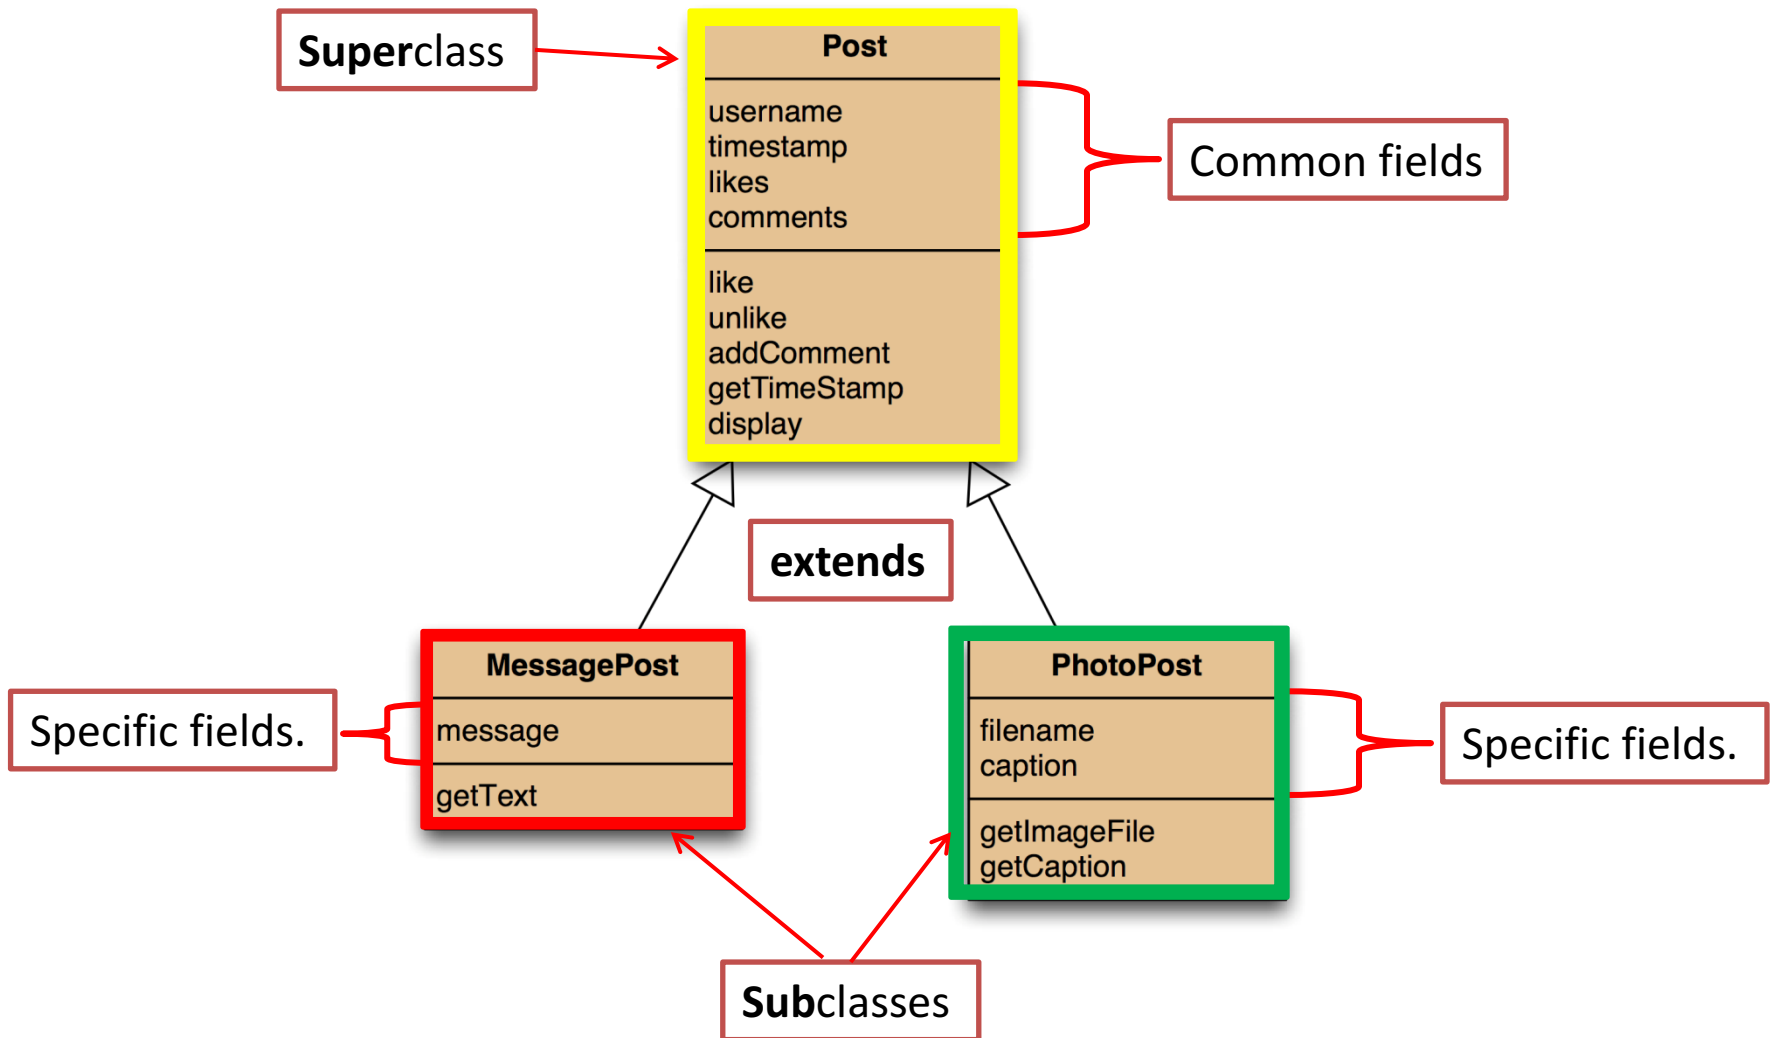 Superclass
Post
username
timestamp
likes
comments
Common fields
like
unlike
addComment
getTimeStamp
display
extends
MessagePost
message
getText
Specific fields.
PhotoPost
filename
caption
getImageFile
getCaption
Specific fields.
Subclasses